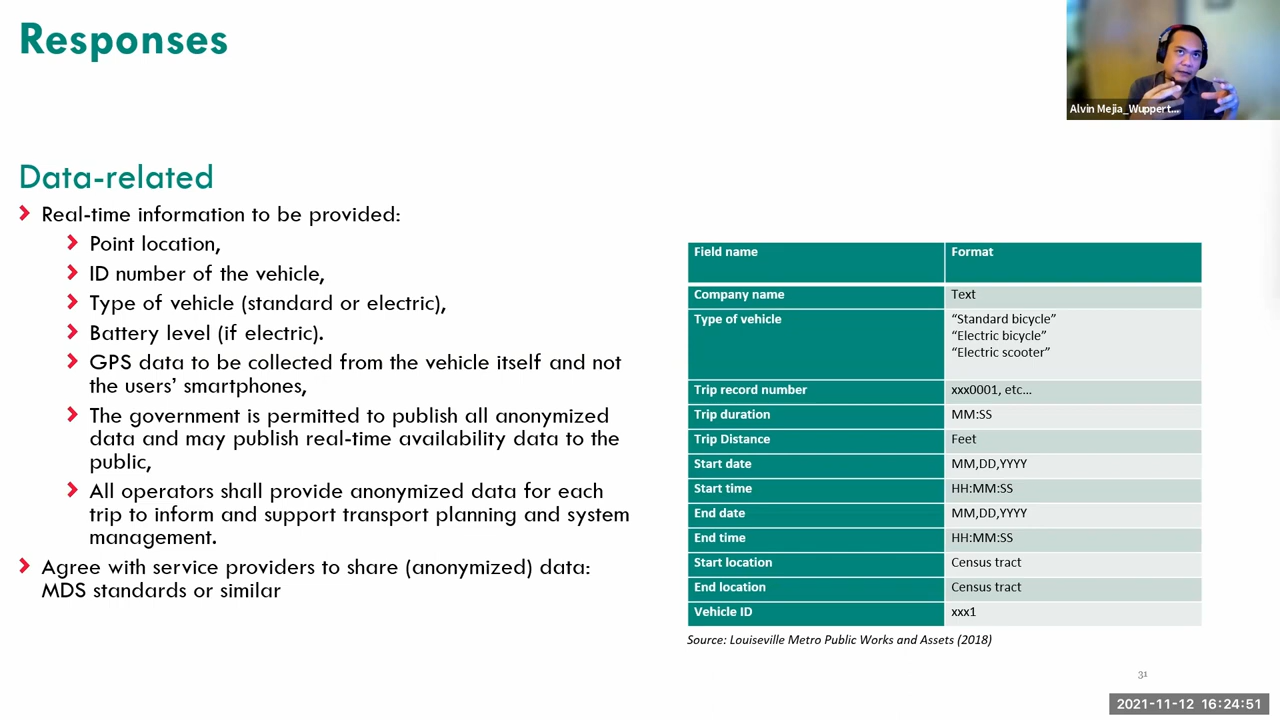 Responses
Alvin Mejia_Wuppert...
Data-related
Real-time information to be provided:
Point location,
ID number of the vehicle,
Type of vehicle (standard or electric),
Battery level (if electric).
GPS data to be collected from the vehicle itself and not
the users’ smartphones,
The government is permitted to publish all anonymized
data and may publish real-time availability data to the
public,
All operators shall provide anonymized data for each
trip to inform and support transport planning and system
management.
Agree with service providers to share (anonymized) data:
MDS standards or similar
Field name Format
Company name Text
Type of vehicle “Standard bicycle”
“Electric bicycle”
“Electric scooter”
Trip record number xxx0001, etc...
Trip duration MM:SS
Trip Distance Feet
Start date MM,DD,YYYY
Start time HH:MM:SS
End date MM,DD,YYYY
End time HH:MM:SS
Start location Census tract
End location Census tract
Vehicle ID xxx1
Source: Louiseville Metro Public Works and Assets (2018)
31
2021-11-12 16:24:51